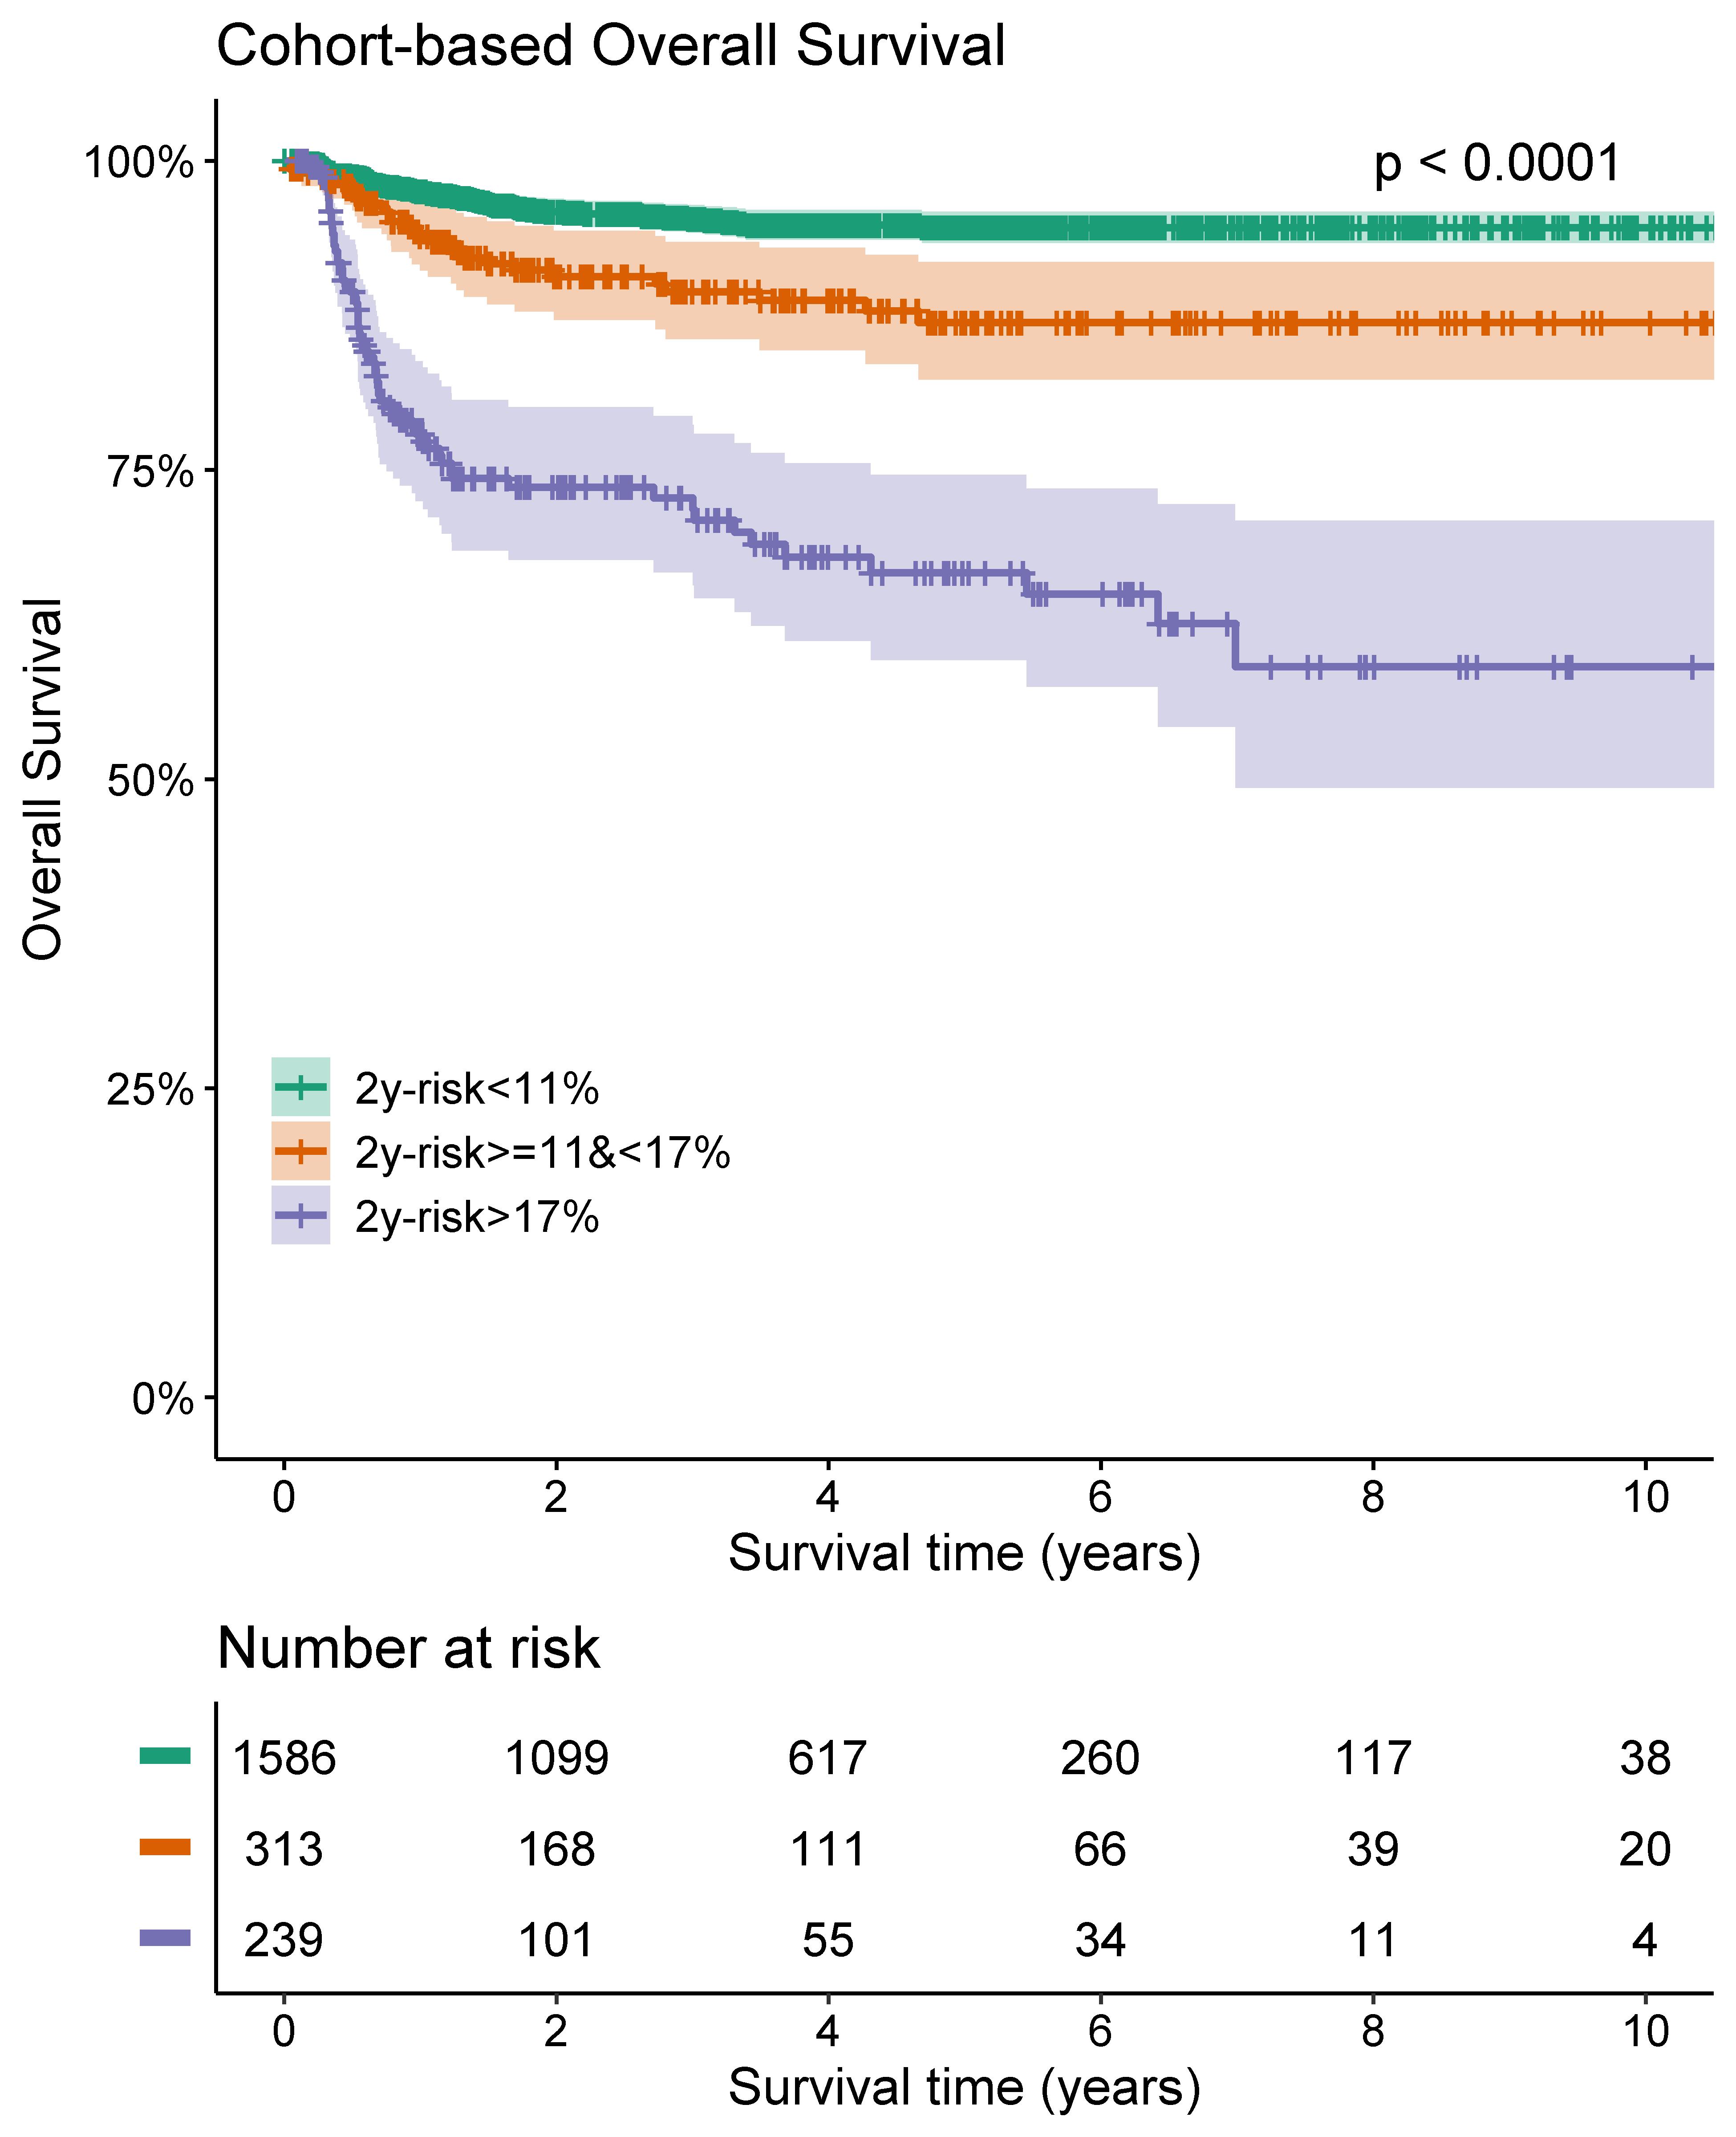 Cohort-based Overall Survival
p < 0.0001
100%
75%
50%
25%
0%
Overall Survival
2y-risk<11%
2y-risk>=11&<17%
2y-risk>17%
0 2 4 6 8 10
Survival time (years)
Number at risk
1586 1099 617 260 117 38
313 168 111 66 39 20
239 101 55 34 11 4
0 2 4 6 8 10
Survival time (years)